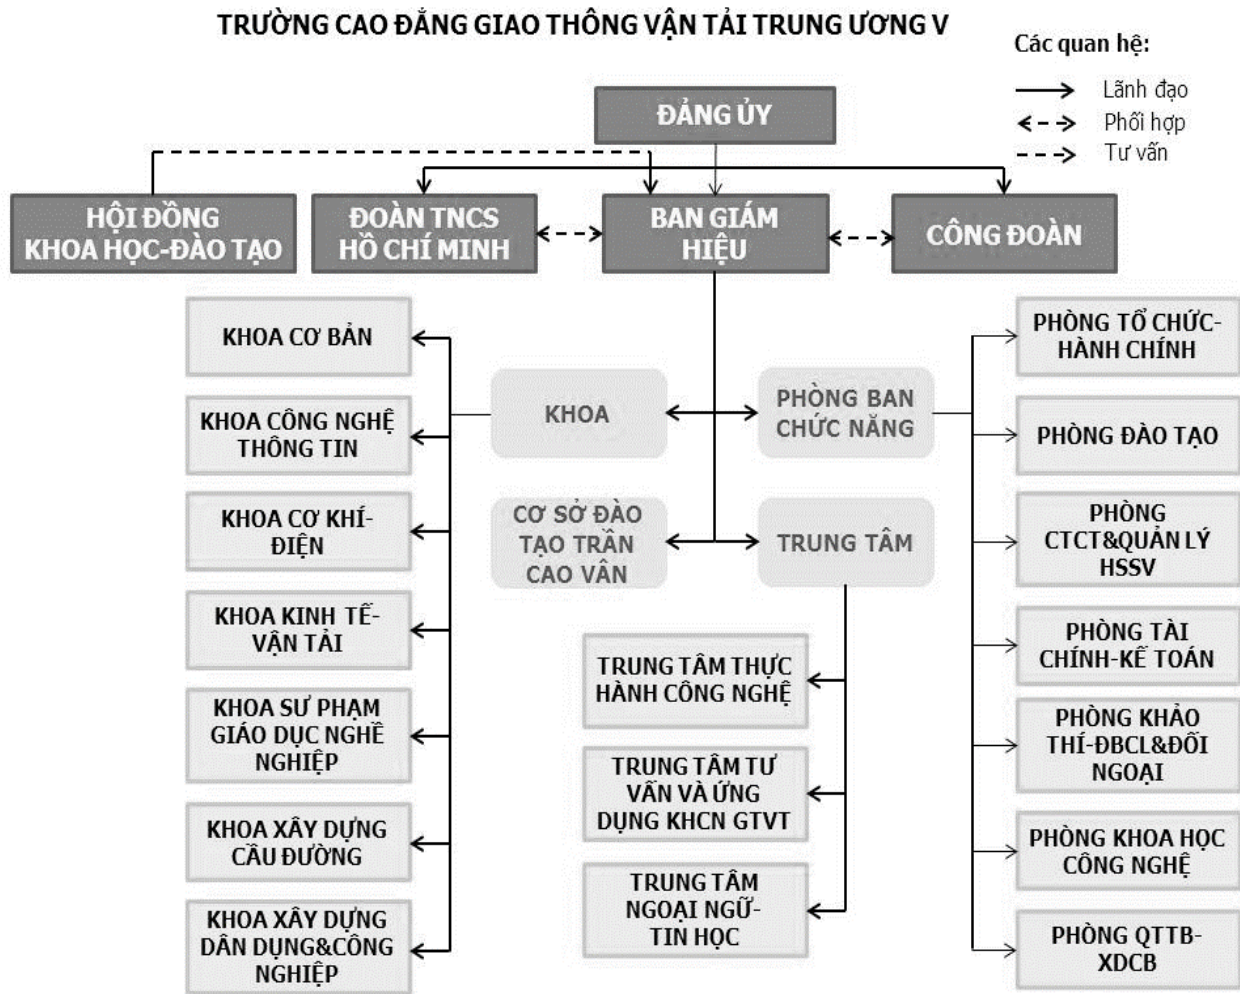 TRƯỜNG CAO ĐẲNG GIAO THÔNG VẬN TẢI TRUNG ƯƠNG V
Các quan hệ:
Lãnh đạo
Phối hợp
Tư vấn
ĐẢNG ỦY
HỘI ĐỒNG
KHOA HỌC-ĐÀO TẠO
ĐOÀN TNCS
HỒ CHÍ MINH
BAN GIÁM
HIỆU
CÔNG ĐOÀN
KHOA
PHÒNG BAN
CHỨC NĂNG
CƠ SỞ ĐÀO
TẠO TRẦN
CAO VÂN
TRUNG TÂM
KHOA CƠ BẢN
KHOA CÔNG NGHỆ
THÔNG TIN
KHOA CƠ KHÍ-
ĐIỆN
KHOA KINH TẾ-
VẬN TẢI
KHOA SƯ PHẠM
GIÁO DỤC NGHỀ
NGHIỆP
KHOA XÂY DỰNG
CẦU ĐƯỜNG
KHOA XÂY DỰNG
DÂN DỤNG&CÔNG
NGHIỆP
TRUNG TÂM THỰC
HÀNH CÔNG NGHỆ
TRUNG TÂM TƯ
VẤN VÀ ỨNG
DỤNG KHCN GTVT
TRUNG TÂM
NGOẠI NGỮ-
TIN HỌC
PHÒNG TỔ CHỨC-
HÀNH CHÍNH
PHÒNG ĐÀO TẠO
PHÒNG
CTCT&QUẢN LÝ
HSSV
PHÒNG TÀI
CHÍNH-KẾ TOÁN
PHÒNG KHẢO
THÍ-ĐBCL&ĐỐI
NGOẠI
PHÒNG KHOA HỌC
CÔNG NGHỆ
PHÒNG QTTB-
XDCB